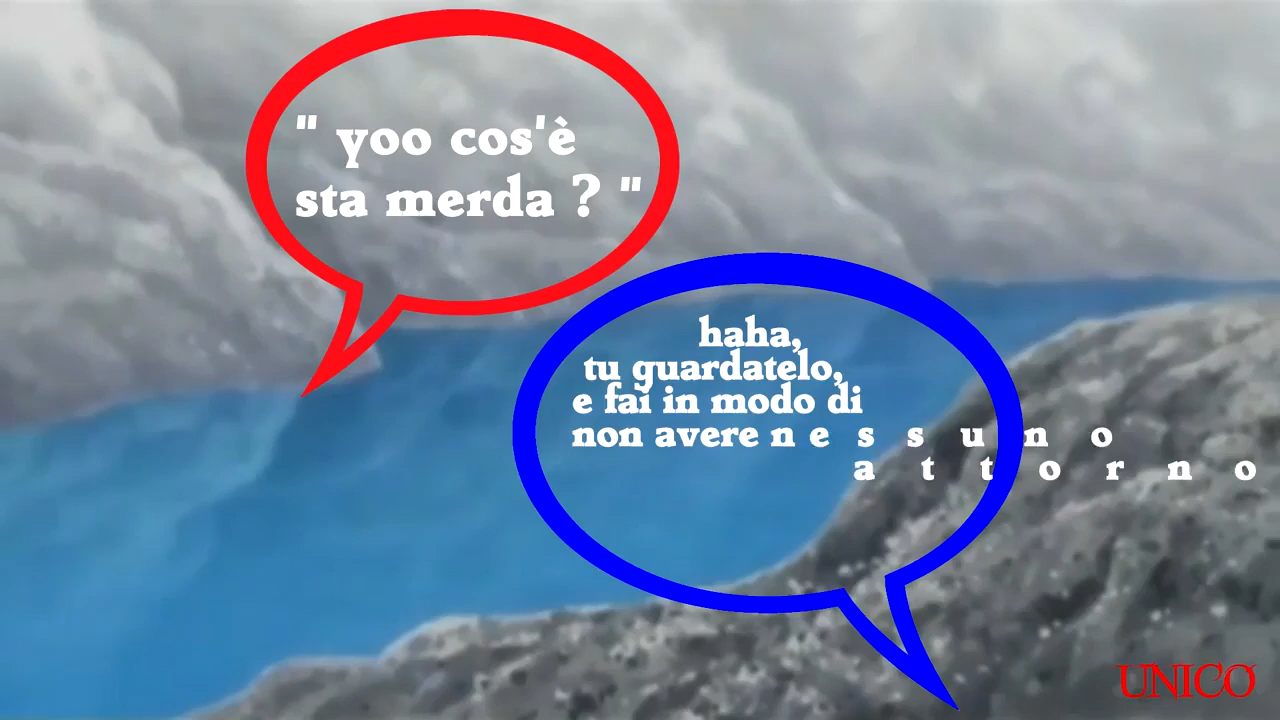 " yoo cos'è
sta merda ? "
haha,
tu guardatelo,
e fai in modo di
non avere n e s s u n o
a t t o r n o
UNICO